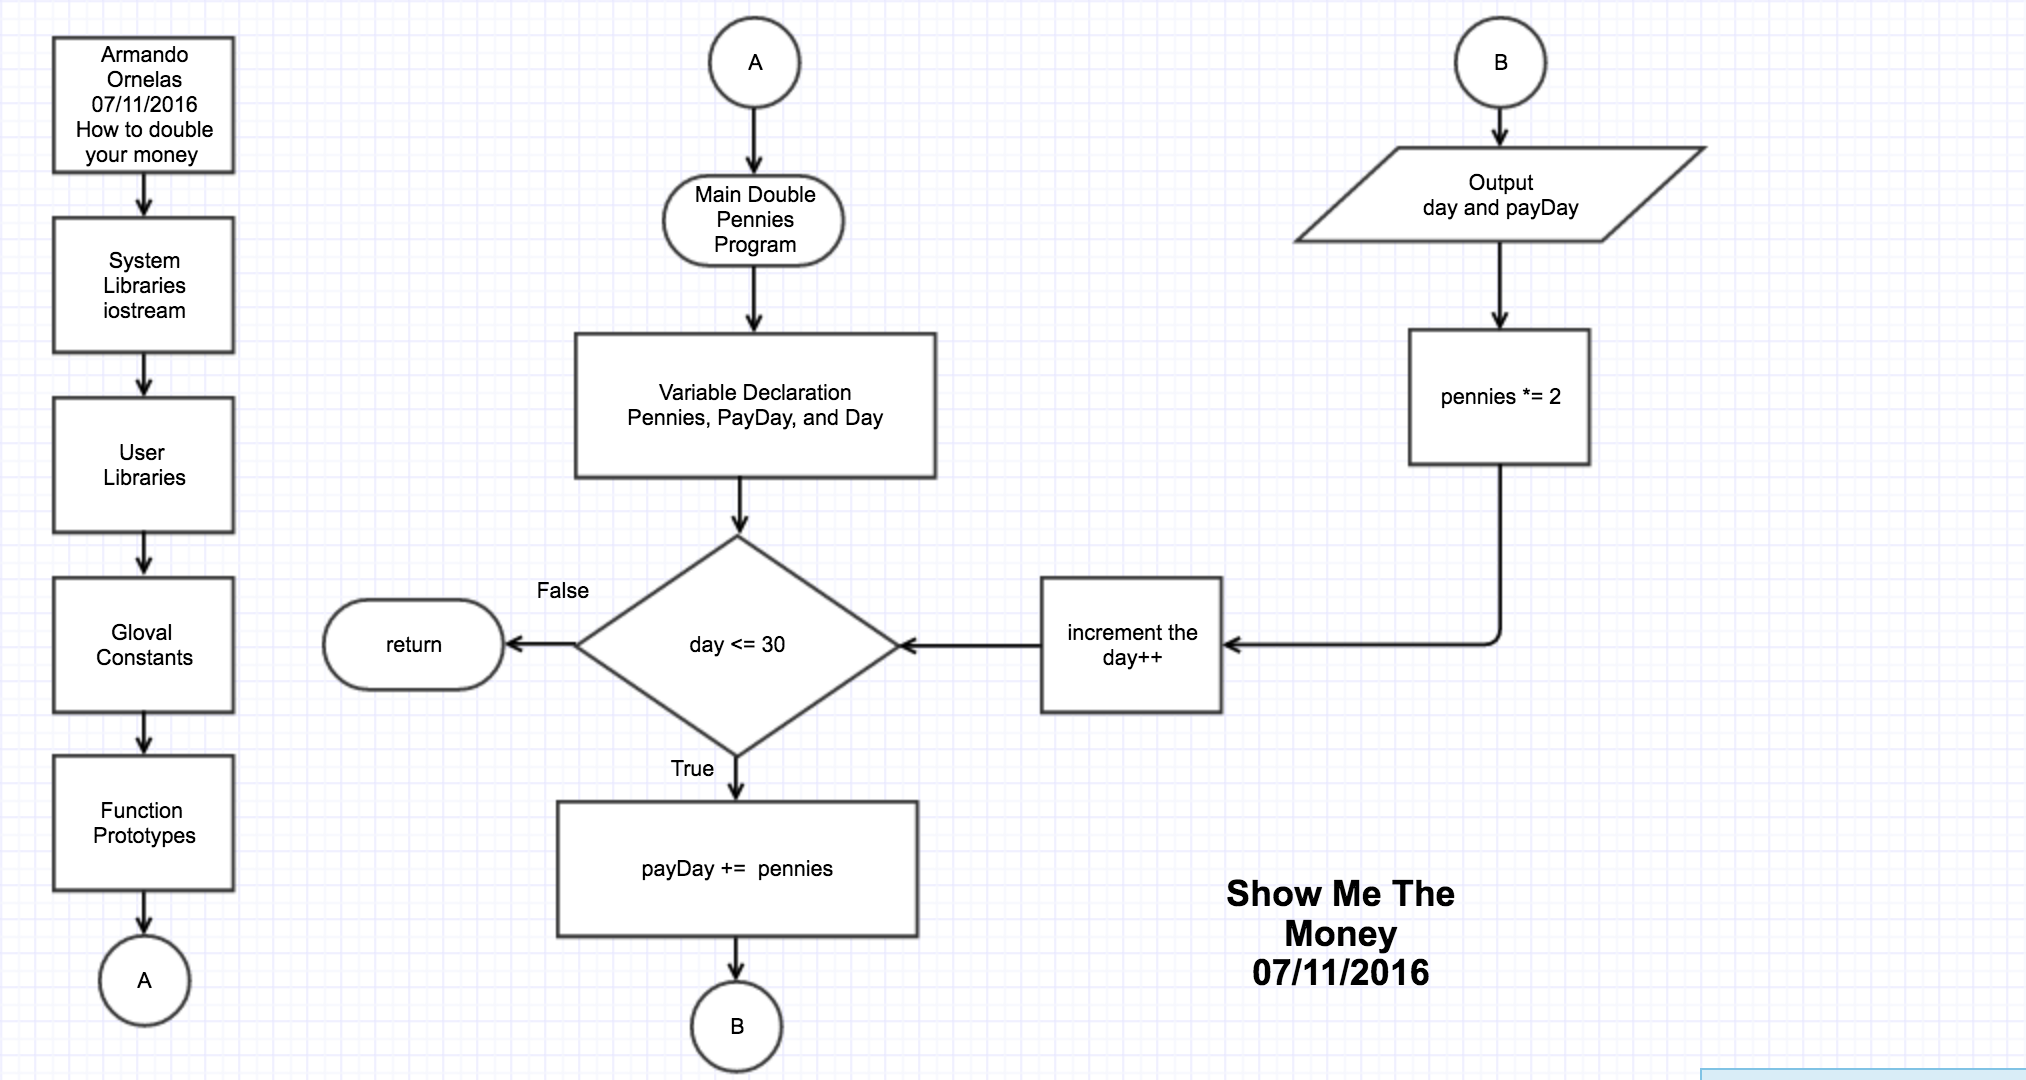 Armando
Ornelas
07/11/2016
How to double
your money
System
Libraries
iostream
User
Libraries
Gloval
Constants
Function
Prototypes
A
A
Main Double
Pennies
Program
Variable Declaration
Pennies, PayDay, and Day
False
return
day <= 30
True
payDay += pennies
B
B
Output
day and payDay
pennies *= 2
increment the
day++
Show Me The
Money
07/11/2016